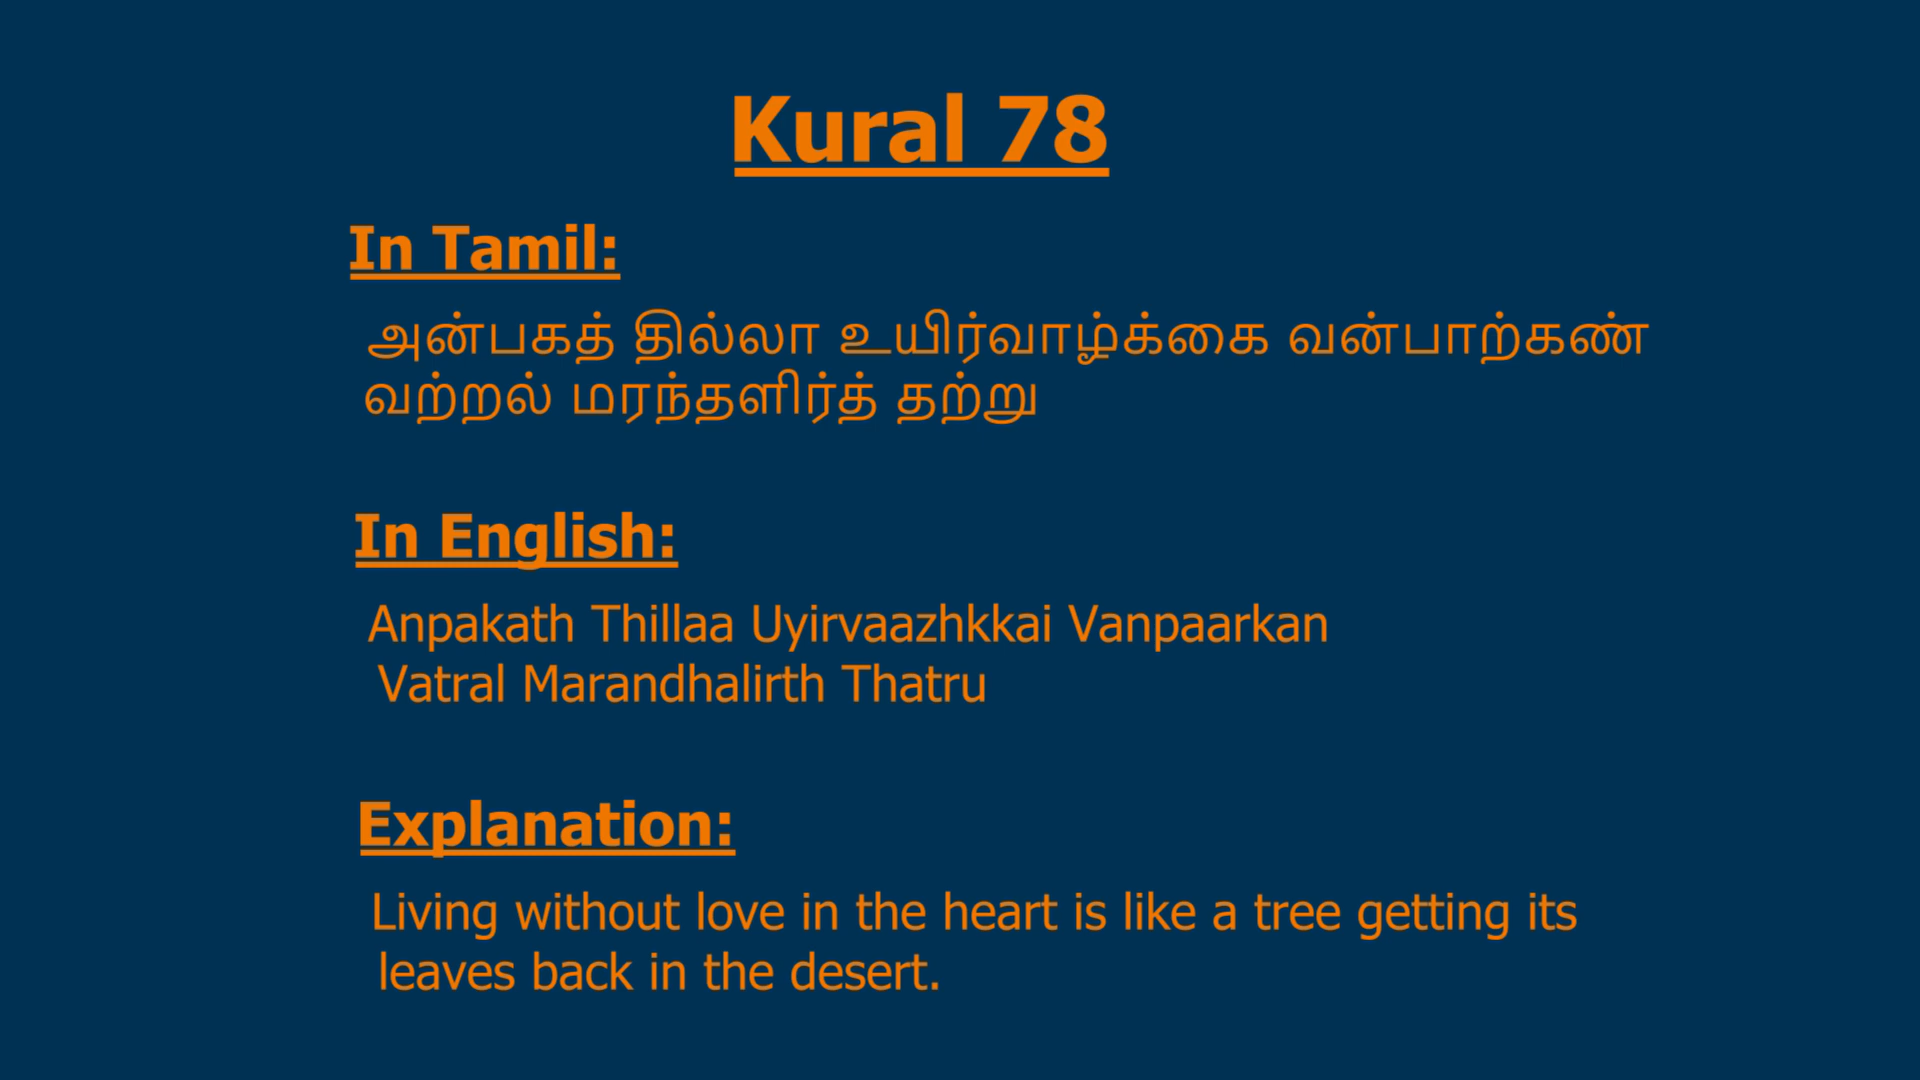 Kural 78
In Tamil:
அன்பகத் தில்லா உயிர்வாழ்க்கை வன்பாற்கண்
வற்றல் மரந்தளிர்த் தற்று
In English:
Anpakath Thillaa Uyirvaazhkkai Vanpaarkan
Vatral Marandhalirth Thatru
Explanation:
Living without love in the heart is like a tree getting its
leaves back in the desert.